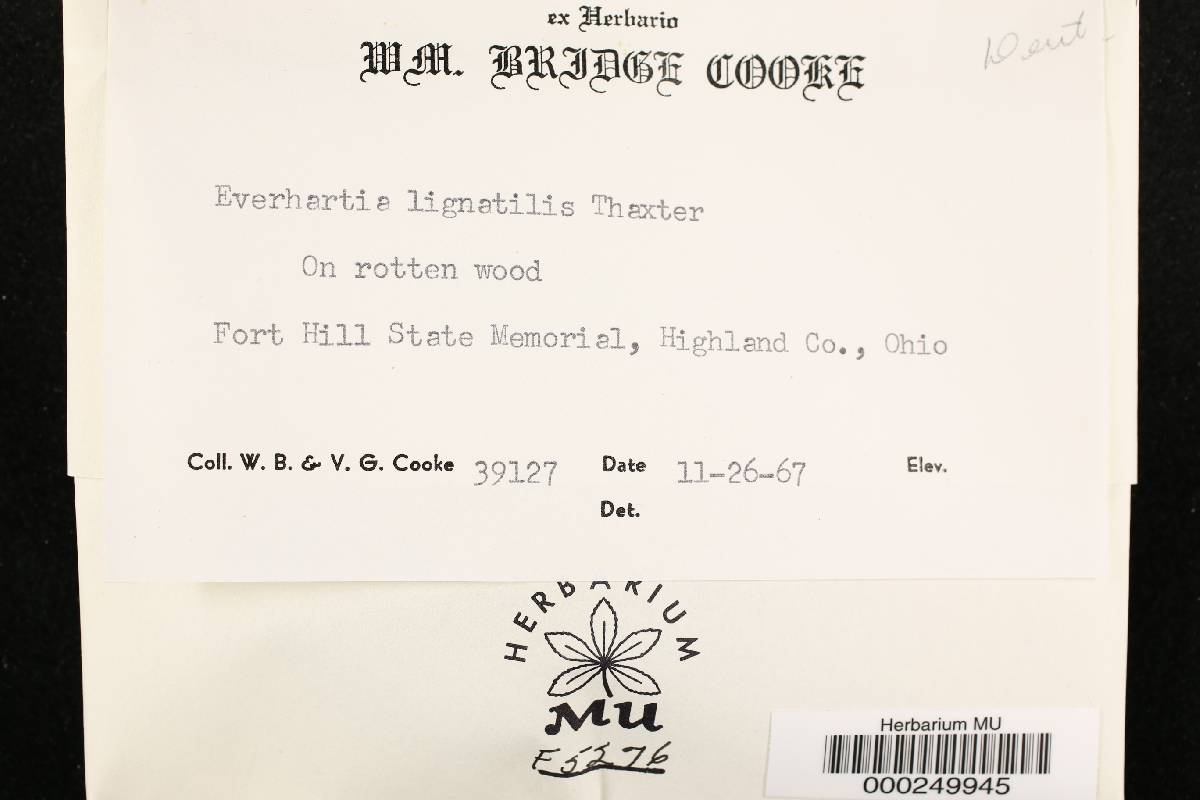 ex Herbario
Deut.
WM. BRIDGE COOKE
Everhartia lignatilis Thaxter
On rotten wood
Fort Hill State Memorial, Highland Co., Ohio
Coll. W. B. & V. G. Cooke 39127 Date 11-26-67 Elev.
Det.
HERBARIUM
MU
F5276
Herbarium MU
000249945